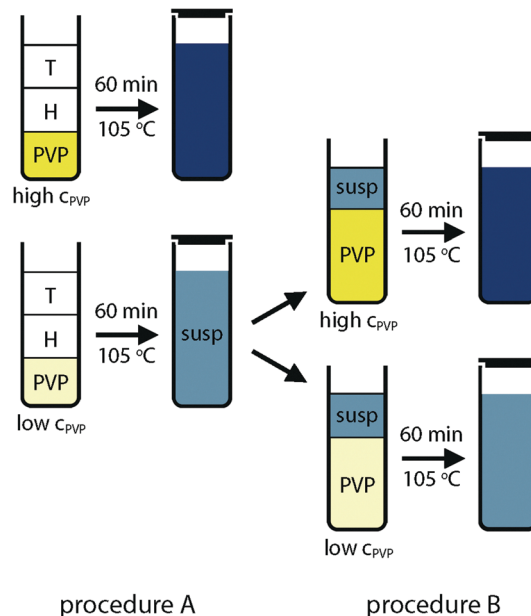 T
H
PVP
high cPVP
60 min
105 °C
T
H
PVP
low cPVP
60 min
105 °C
susp
susp
PVP
high cPVP
60 min
105 °C
susp
PVP
low cPVP
60 min
105 °C
procedure A
procedure B